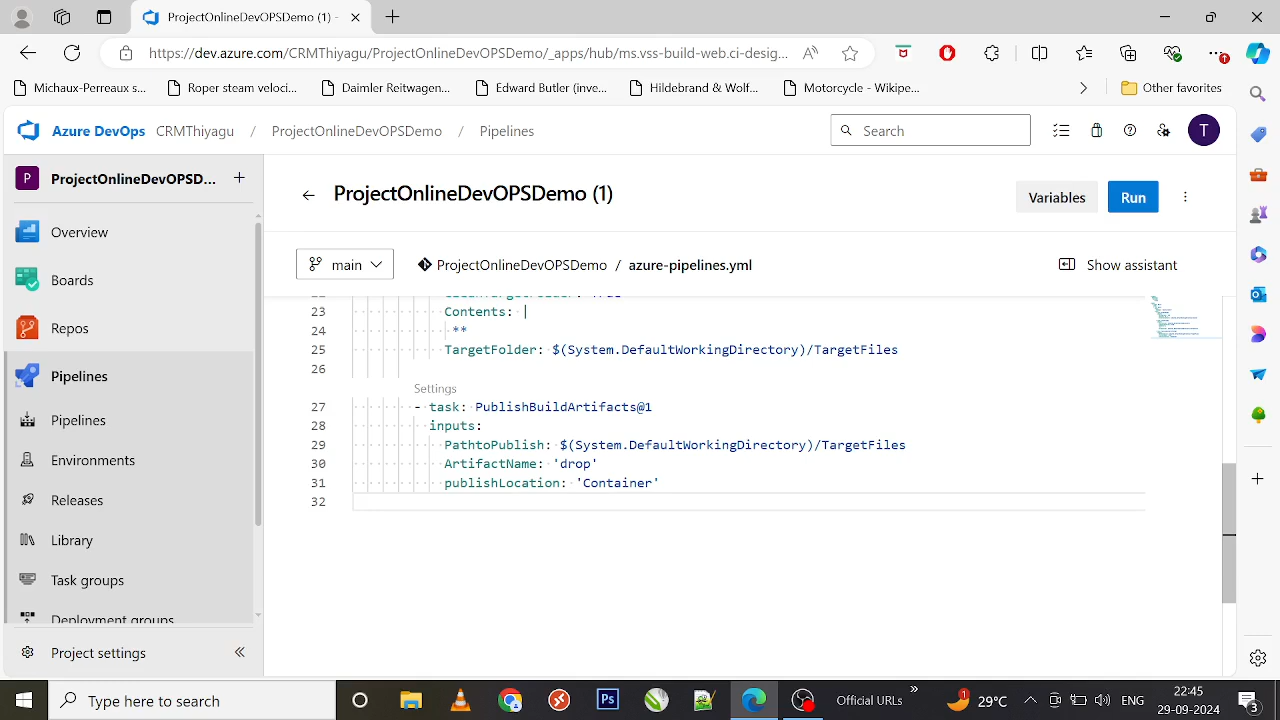 ProjectOnlineDevOPSDemo (1) -
https://dev.azure.com/CRMThiyagu/ProjectOnlineDevOPSDemo/_apps/hub/ms.vss-build-web.ci-desig...
Michaux-Perreaux s...
Roper steam veloci...
Daimler Reitwagen...
Edward Butler (inve...
Hildebrand & Wolf...
Motorcycle - Wikipe...
Other favorites
Azure DevOps CRMThiyagu / ProjectOnlineDevOPSDemo / Pipelines
Search
T
P ProjectOnlineDevOPSD...
Overview
Boards
Repos
Pipelines
Pipelines
Environments
Releases
Library
Task groups
Deployment groups
Project settings
ProjectOnlineDevOPSDemo (1)
Variables
Run
main
ProjectOnlineDevOPSDemo / azure-pipelines.yml
Show assistant
23 Contents: |
24 **
25 TargetFolder: $(System.DefaultWorkingDirectory)/TargetFiles
26
Settings
27 - task: PublishBuildArtifacts@1
28 inputs:
29 PathtoPublish: $(System.DefaultWorkingDirectory)/TargetFiles
30 ArtifactName: 'drop'
31 publishLocation: 'Container'
32
Type here to search
Ps
Official URLs
1
29°C
ENG
22:45
29-09-2024
3